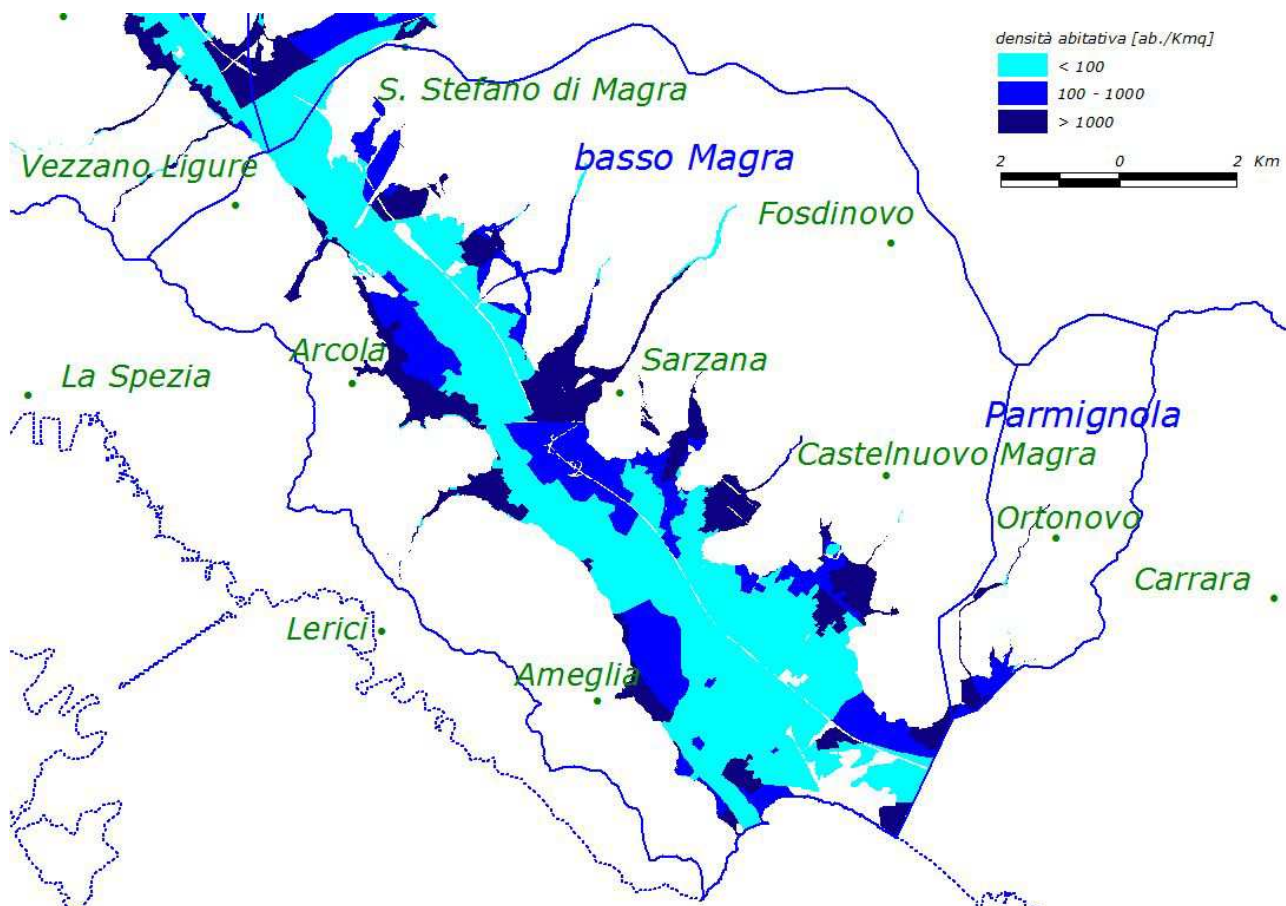 densità abitativa [ab./Kmq]
< 100
100 - 1000
> 1000
2 0 2 Km
S. Stefano di Magra
Vezzano Ligure
basso Magra
Fosdinovo
Arcola
La Spezia
Sarzana
Parmignola
Castelnuovo Magra
Ortonovo
Carrara
Lerici
Ameglia